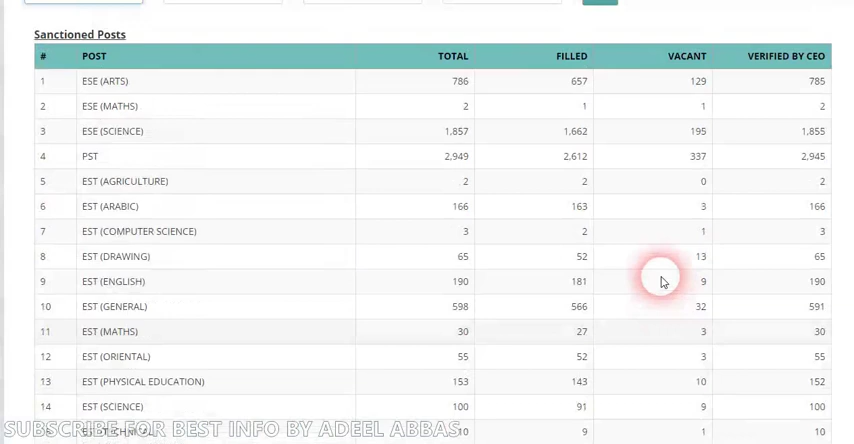 Sanctioned Posts
# POST TOTAL FILLED VACANT VERIFIED BY CEO
1 ESE (ARTS) 786 657 129 785
2 ESE (MATHS) 2 1 1 2
3 ESE (SCIENCE) 1,857 1,662 195 1,855
4 PST 2,949 2,612 337 2,945
5 EST (AGRICULTURE) 2 2 0 2
6 EST (ARABIC) 166 163 3 166
7 EST (COMPUTER SCIENCE) 3 2 1 3
8 EST (DRAWING) 65 52 13 65
9 EST (ENGLISH) 190 181 9 190
10 EST (GENERAL) 598 566 32 591
11 EST (MATHS) 30 27 3 30
12 EST (ORIENTAL) 55 52 3 55
13 EST (PHYSICAL EDUCATION) 153 143 10 152
14 EST (SCIENCE) 100 91 9 100
EST (TECHNICAL) 10 9 1 10
SUBSCRIBE FOR BEST INFO BY ADEEL ABBAS